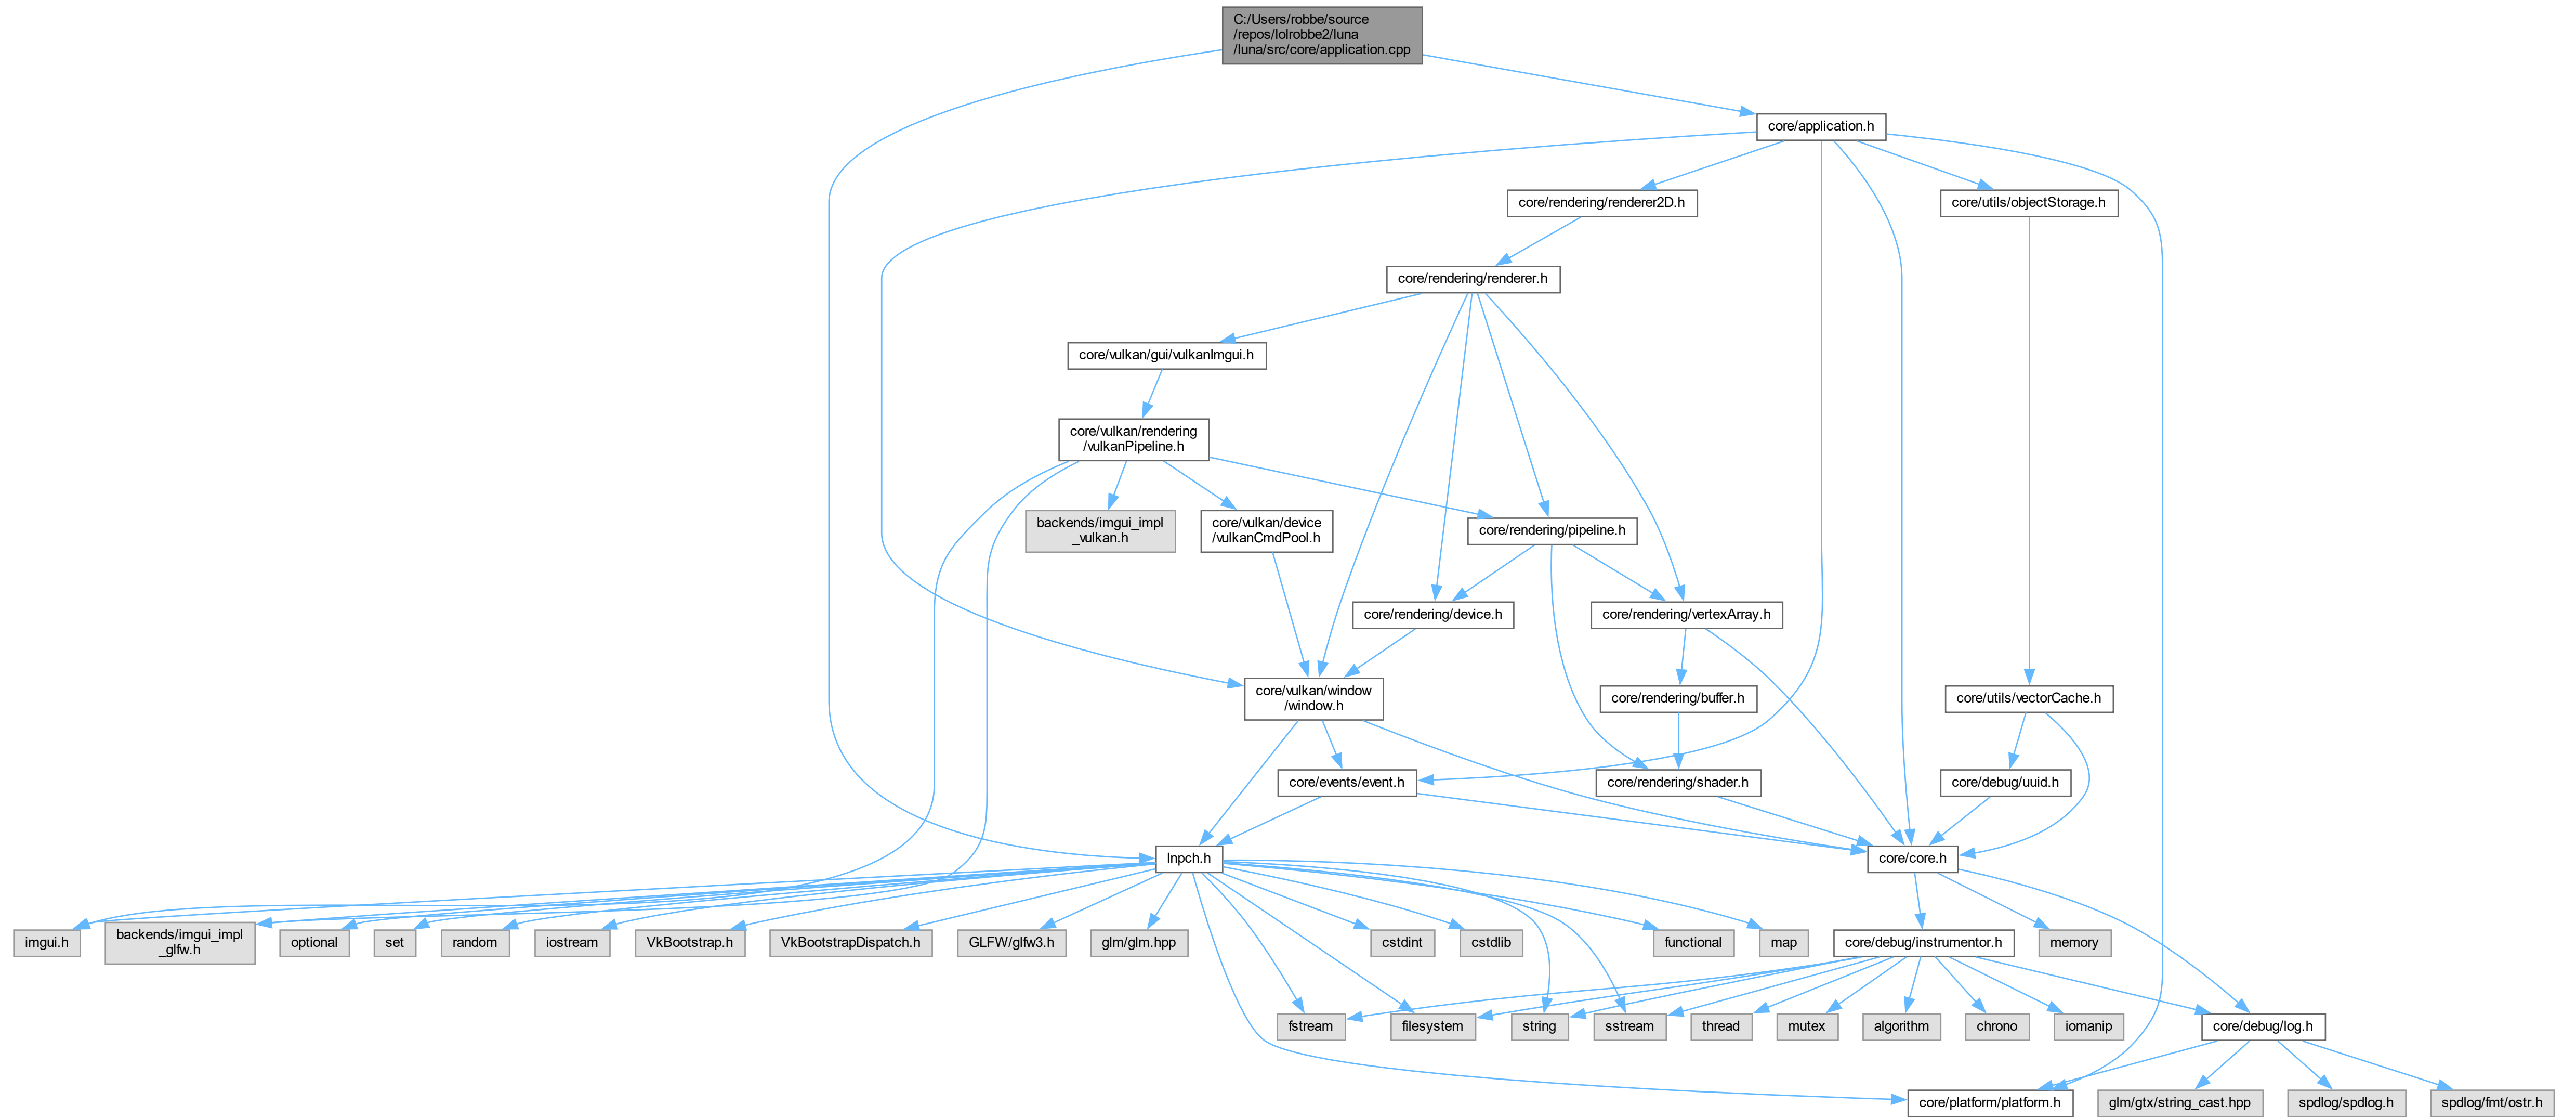 C:/Users/robbe/source
/repos/lolrobbe2/luna
/luna/src/core/application.cpp
core/application.h
core/rendering/renderer2D.h
core/utils/objectStorage.h
core/rendering/renderer.h
core/vulkan/gui/vulkanImgui.h
core/vulkan/rendering
/vulkanPipeline.h
backends/imgui_impl
_vulkan.h
core/vulkan/device
/vulkanCmdPool.h
core/rendering/pipeline.h
core/rendering/device.h
core/rendering/vertexArray.h
core/vulkan/window
/window.h
core/rendering/buffer.h
core/utils/vectorCache.h
core/events/event.h
core/rendering/shader.h
core/debug/uuid.h
lnpch.h
core/core.h
imgui.h
backends/imgui_impl
_glfw.h
optional
set
random
iostream
VkBootstrap.h
VkBootstrapDispatch.h
GLFW/glfw3.h
glm/glm.hpp
cstdint
cstdlib
functional
map
core/debug/instrumentor.h
memory
fstream
filesystem
string
sstream
thread
mutex
algorithm
chrono
iomanip
core/debug/log.h
core/platform/platform.h
glm/gtx/string_cast.hpp
spdlog/spdlog.h
spdlog/fmt/ostr.h